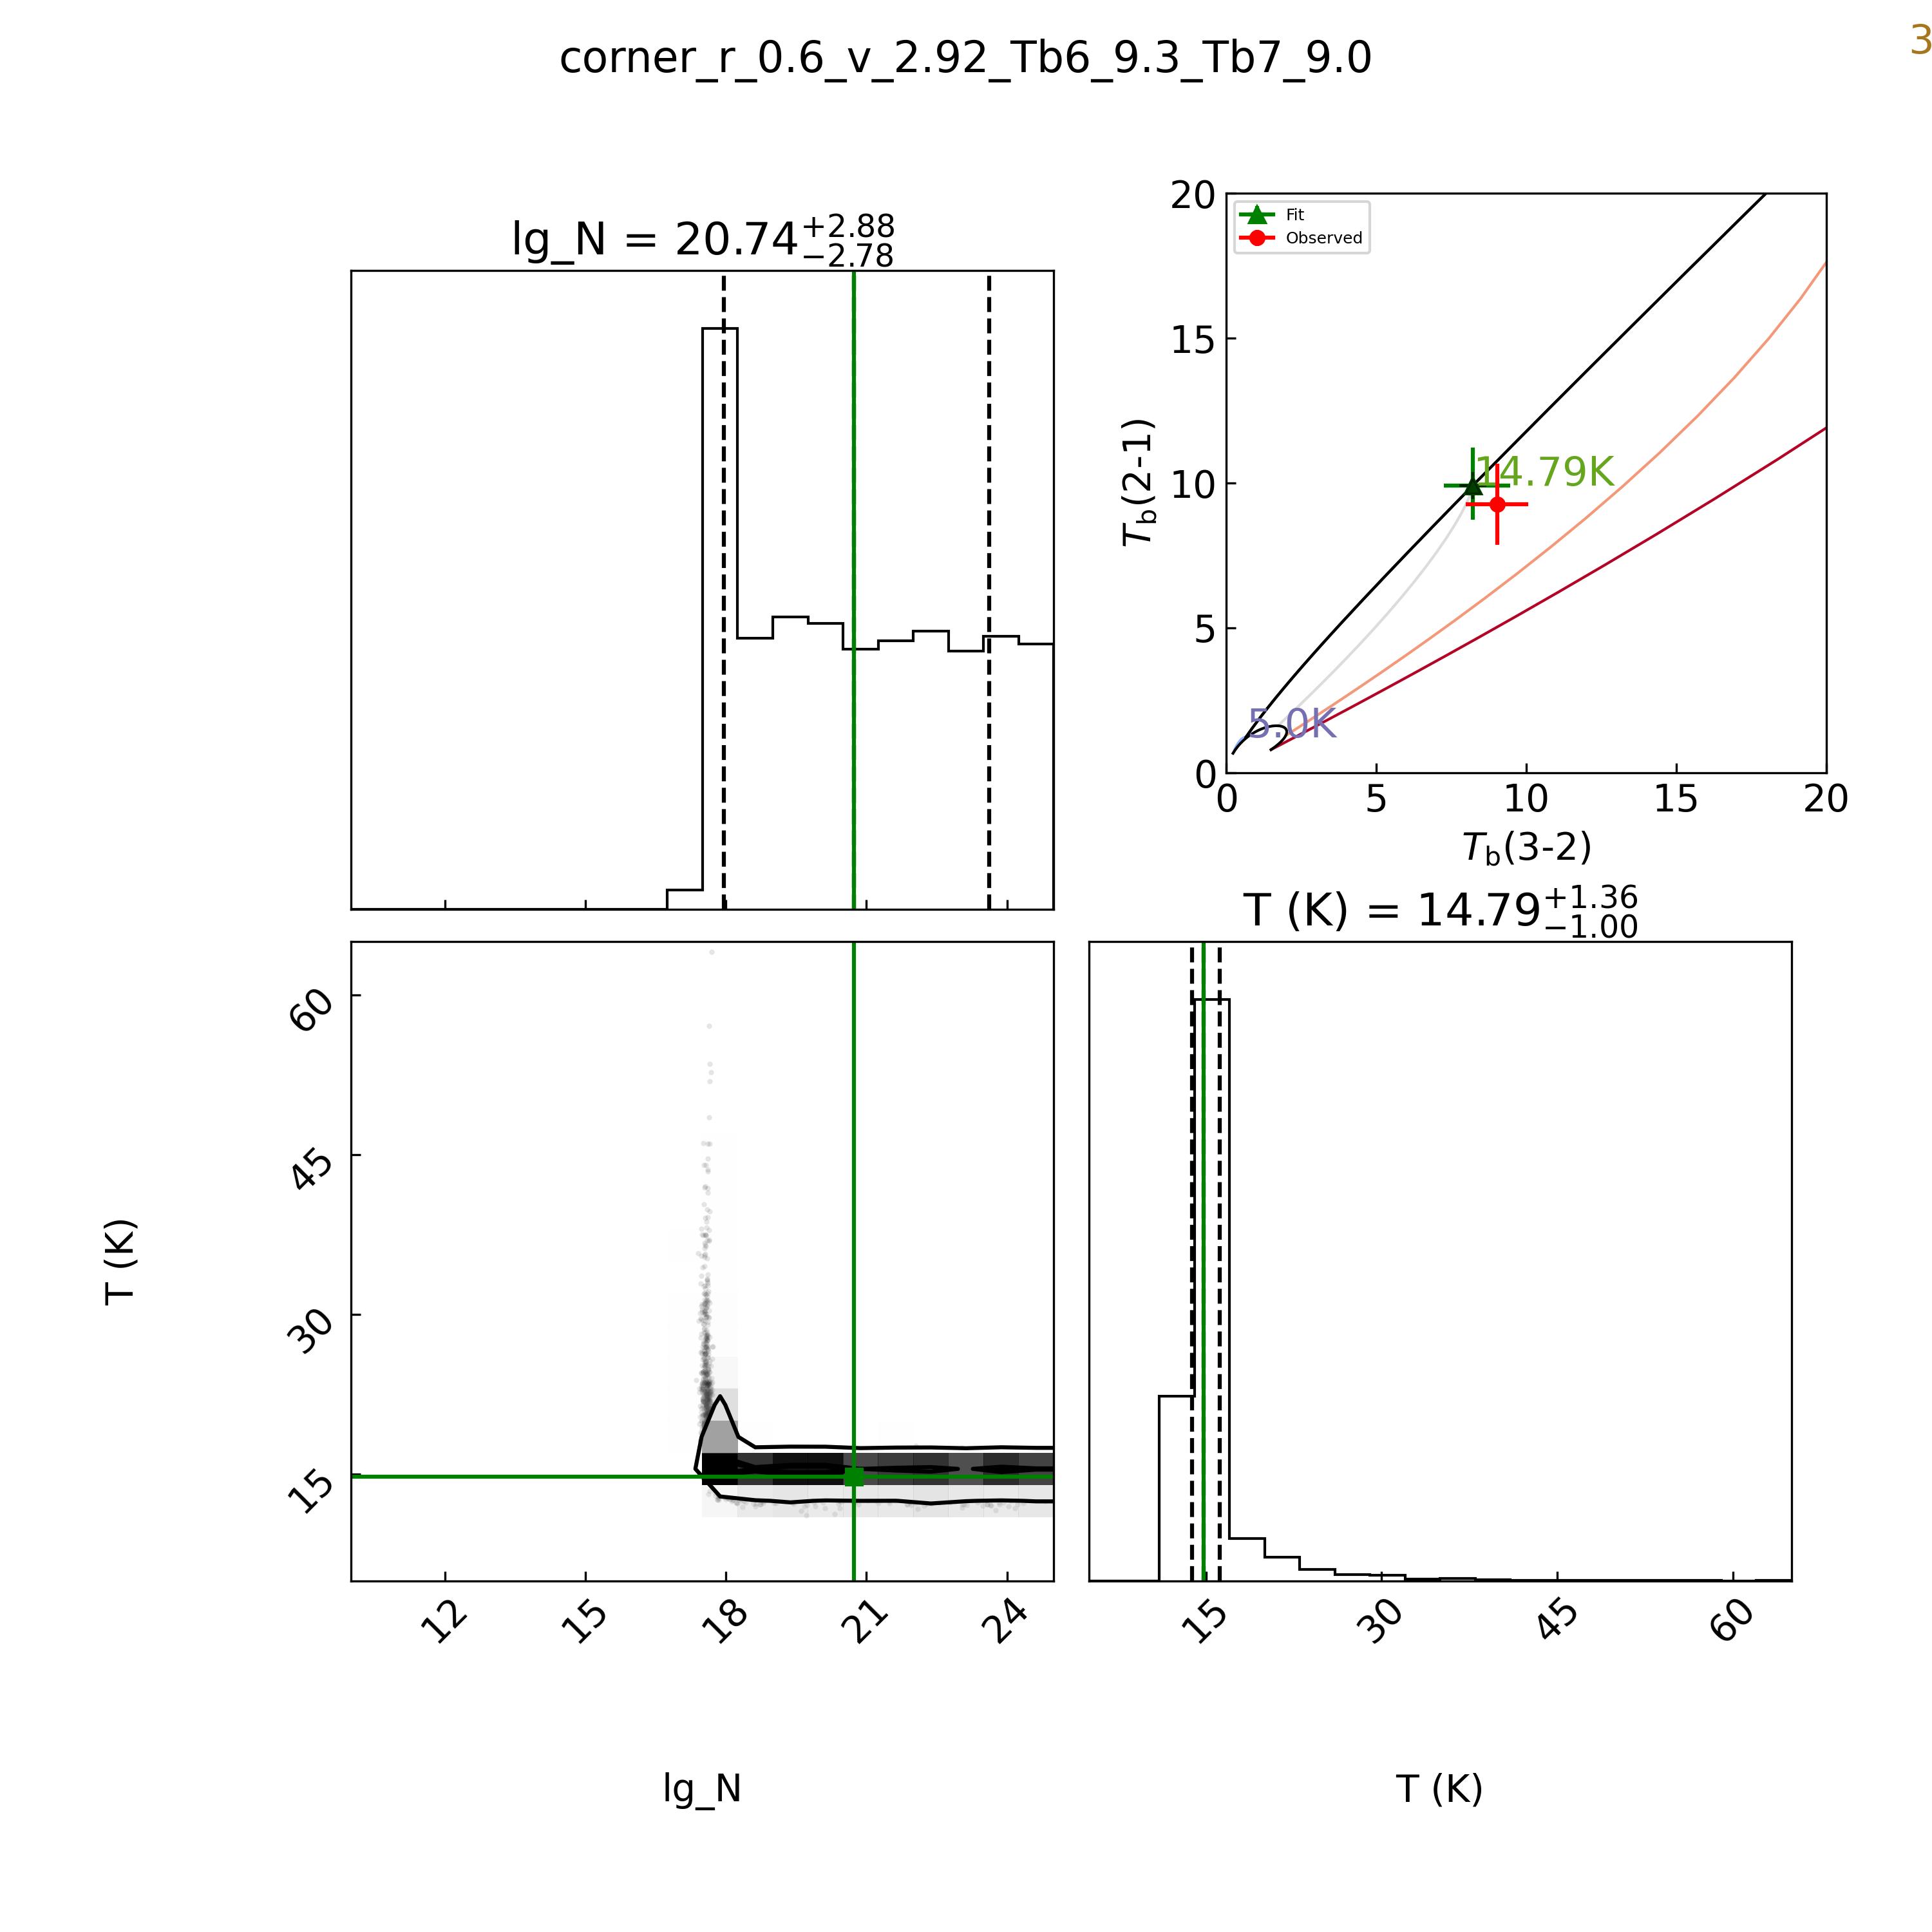 corner_r_0.6_v_2.92_Tb6_9.3_Tb7_9.0
3
lg_N = 20.74+2.88−2.78
20
15
10
5
0
Fit
Observed
14.79K
5.0K
Tb(2-1)
0 5 10 15 20
Tb(3-2)
T (K) = 14.79+1.36−1.00
60
45
30
15
T (K)
12 15 18 21 24
lg_N
15 30 45 60
T (K)